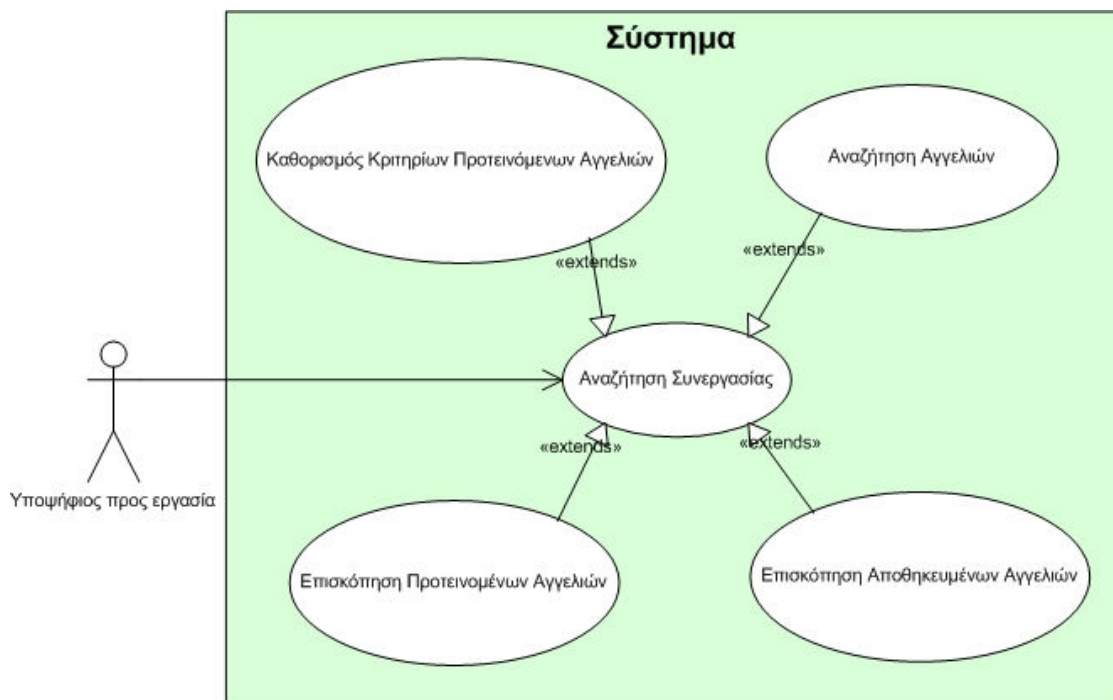 Σύστημα
Καθορισμός Κριτηρίων Προτεινόμενων Αγγελιών
Αναζήτηση Αγγελιών
«extends»
«extends»
Αναζήτηση Συνεργασίας
«extends»
«extends»
Υποψήφιος προς εργασία
Επισκόπηση Προτεινομένων Αγγελιών
Επισκόπηση Αποθηκευμένων Αγγελιών